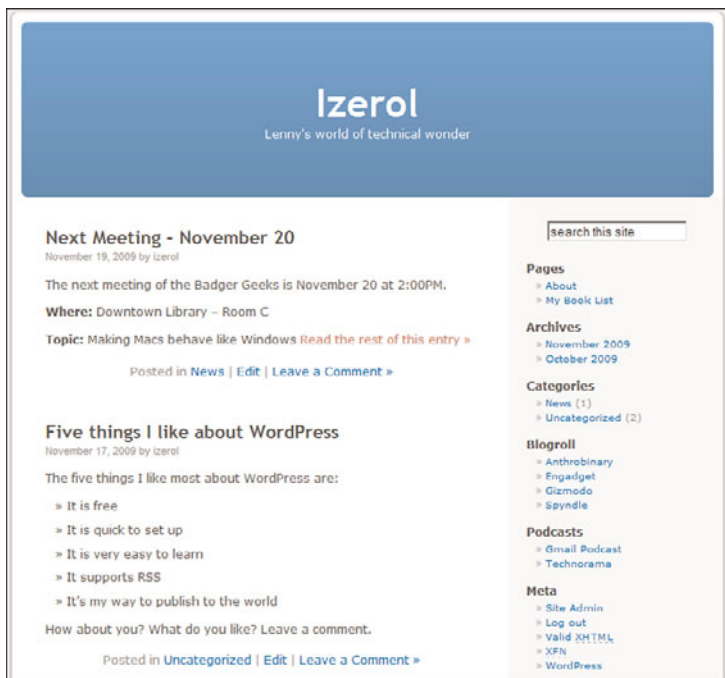 Izerol
Lenny's world of technical wonder
Next Meeting - November 20
November 19, 2009 by izerol
The next meeting of the Badger Geeks is November 20 at 2:00PM.
Where: Downtown Library – Room C
Topic: Making Macs behave like Windows Read the rest of this entry »
Posted in News | Edit | Leave a Comment »
Five things I like about WordPress
November 17, 2009 by izerol
The five things I like most about WordPress are:
» It is free
» It is quick to set up
» It is very easy to learn
» It supports RSS
» It's my way to publish to the world
How about you? What do you like? Leave a comment.
Posted in Uncategorized | Edit | Leave a Comment »
search this site
Pages
» About
» My Book List
Archives
» November 2009
» October 2009
Categories
» News (1)
» Uncategorized (2)
Blogroll
» Anthrobinary
» Engadget
» Gizmodo
» Spyndle
Podcasts
» Gmail Podcast
» Technorama
Meta
» Site Admin
» Log out
» Valid XHTML
» XFN
» WordPress